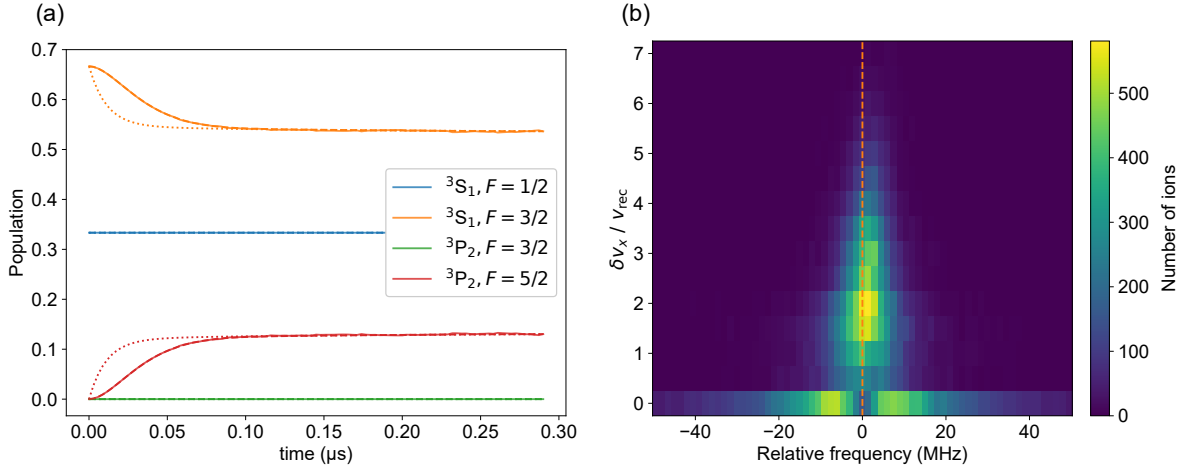 (a)
0.7
0.6
0.5
0.4
0.3
0.2
0.1
0.0
Population
³S₁, F = 1/2
³S₁, F = 3/2
³P₂, F = 3/2
³P₂, F = 5/2
0.00 0.05 0.10 0.15 0.20 0.25 0.30
time (μs)
(b)
7
6
5
4
3
2
1
0
δvₓ / v_rec
−40 −20 0 20 40
Relative frequency (MHz)
500
400
300
200
100
0
Number of ions